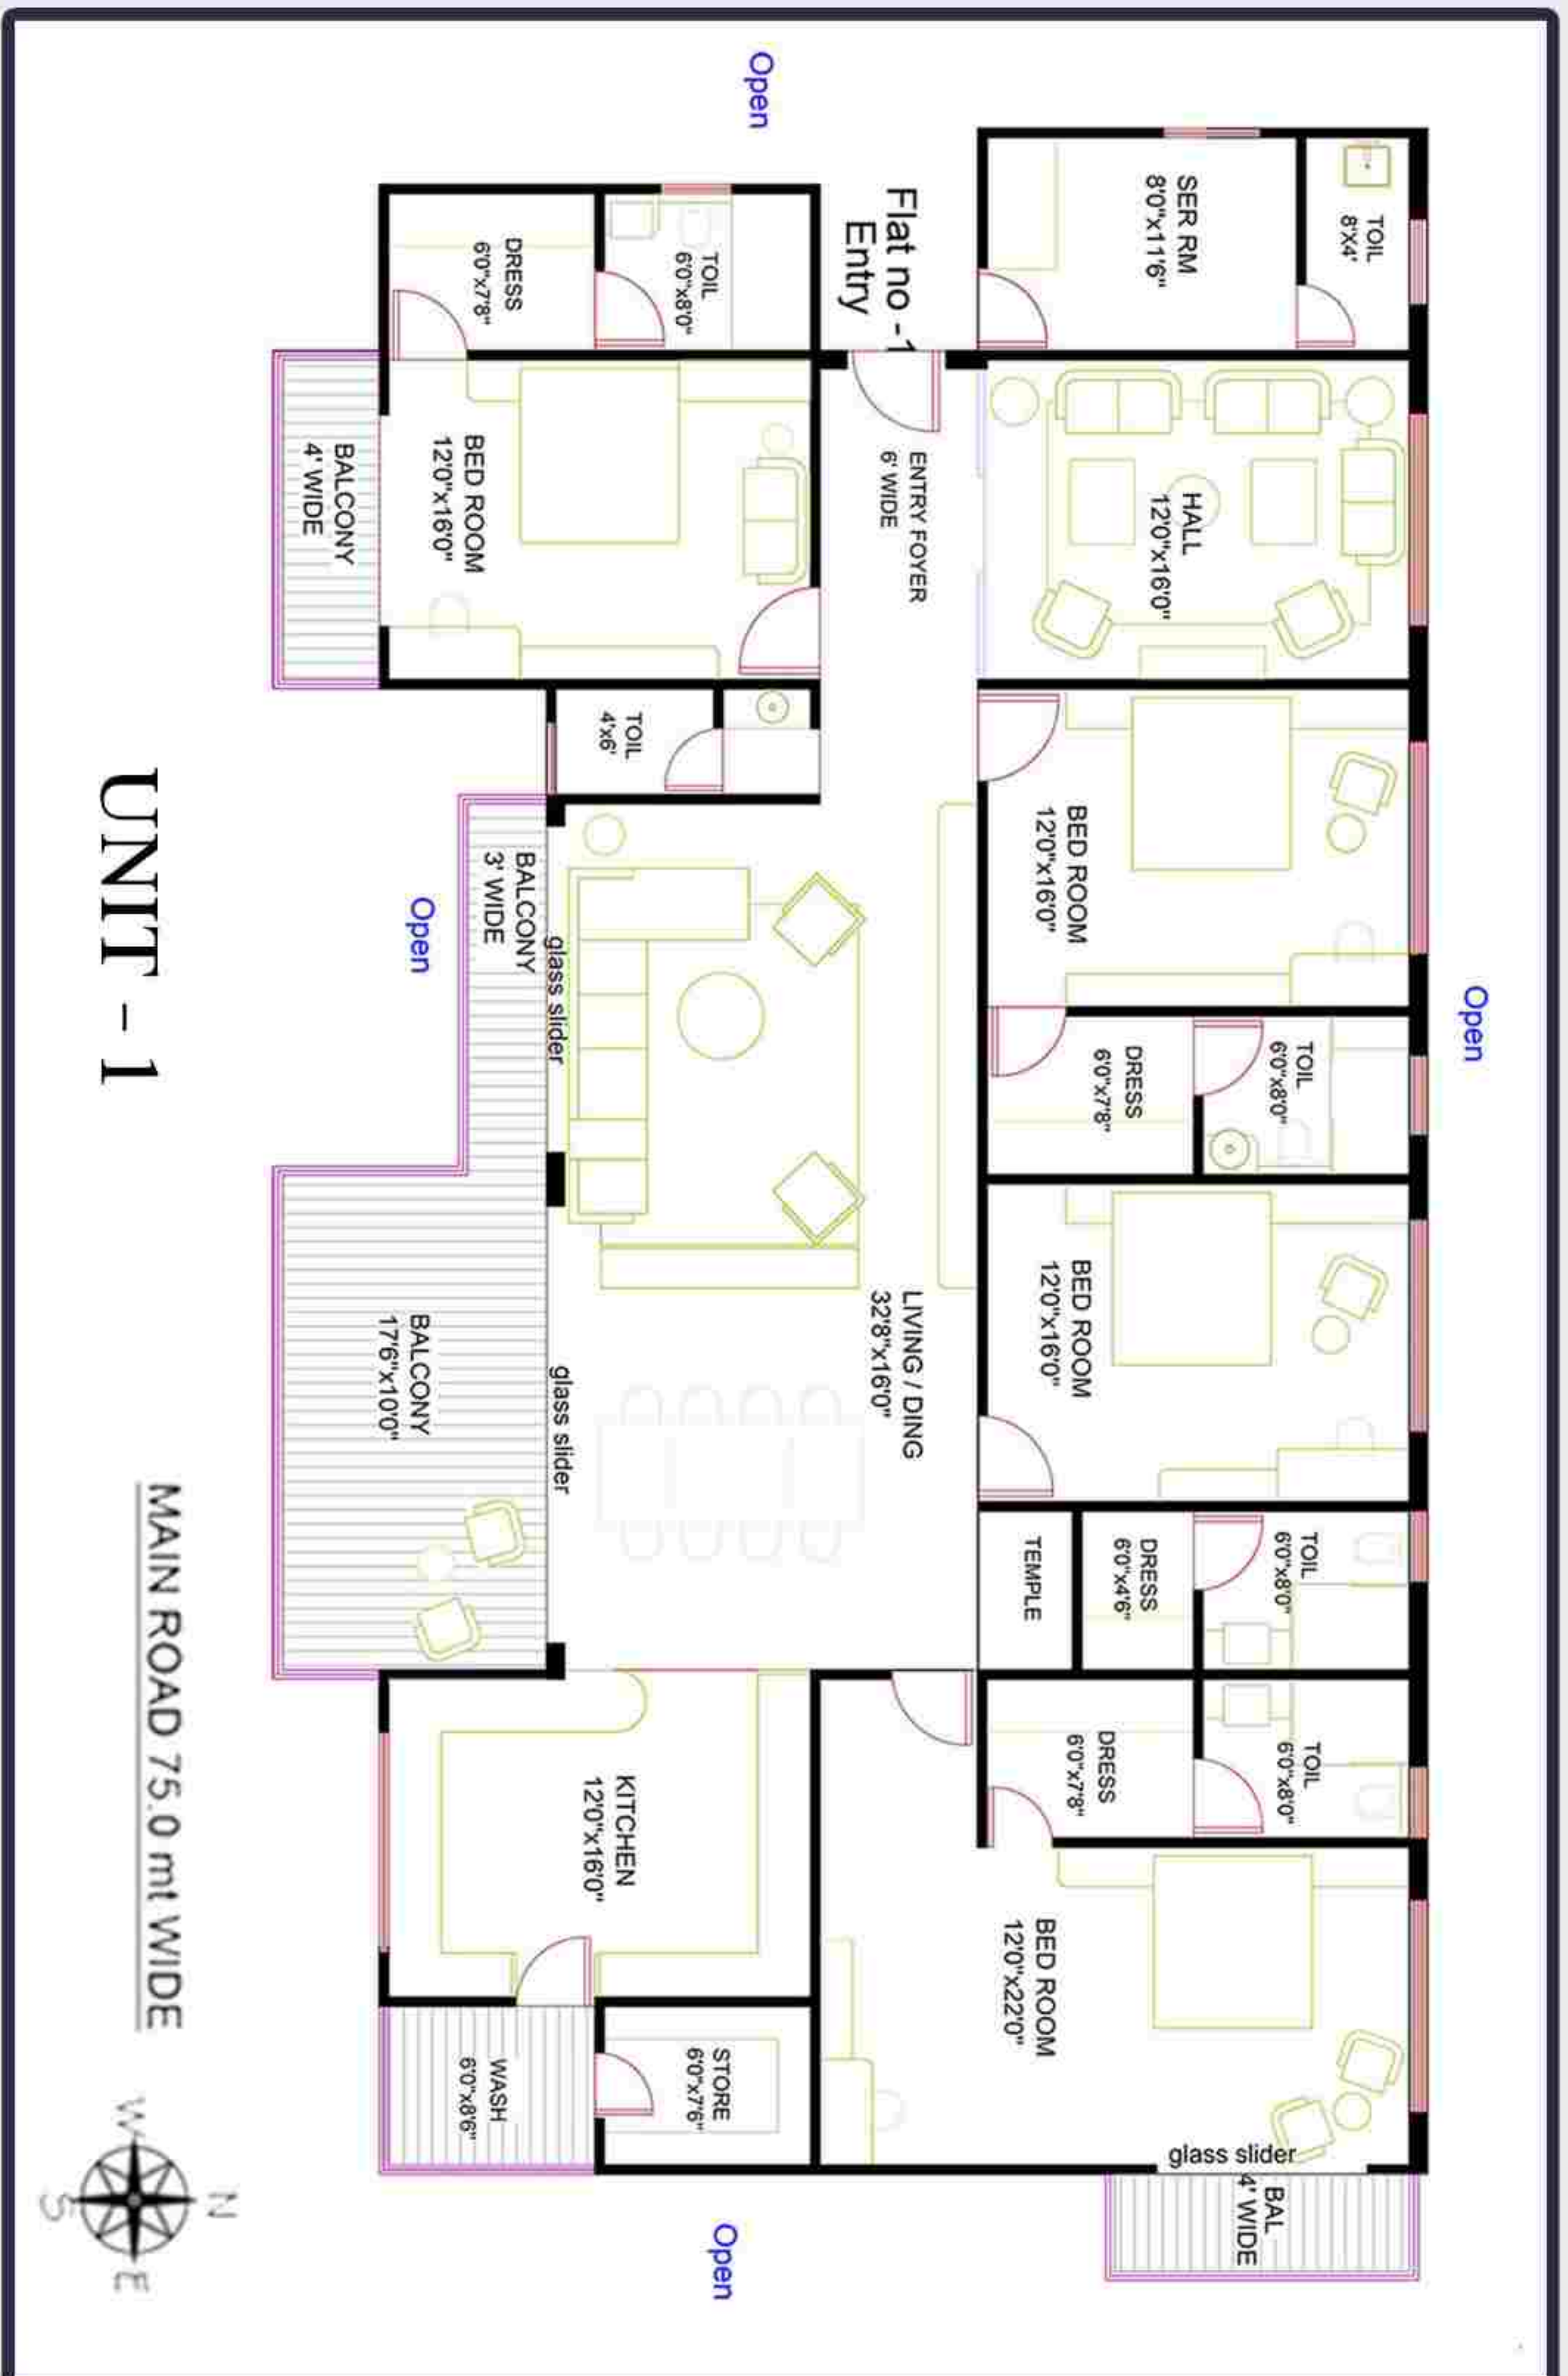 Open
TOIL
8'X4'
SER RM
8'0"x11'6"
HALL
12'0"x16'0"
BED ROOM
12'0"x16'0"
TOIL
6'0"x8'0"
DRESS
6'0"x7'8"
BED ROOM
12'0"x16'0"
TOIL
6'0"x8'0"
DRESS
6'0"x4'6"
TEMPLE
TOIL
6'0"x8'0"
DRESS
6'0"x7'8"
BED ROOM
12'0"x22'0"
glass slider
BAL
4' WIDE
Open
Flat no -1
Entry
ENTRY FOYER
6' WIDE
LIVING / DING
32'8"x16'0"
TOIL
6'0"x8'0"
DRESS
6'0"x7'8"
BED ROOM
12'0"x16'0"
BALCONY
4' WIDE
TOIL
4'x6'
glass slider
BALCONY
3' WIDE
Open
glass slider
BALCONY
17'6"x10'0"
KITCHEN
12'0"x16'0"
STORE
6'0"x7'6"
WASH
6'0"x8'6"
Open
UNIT - 1
MAIN ROAD 75.0 mt WIDE
N
W
E
S